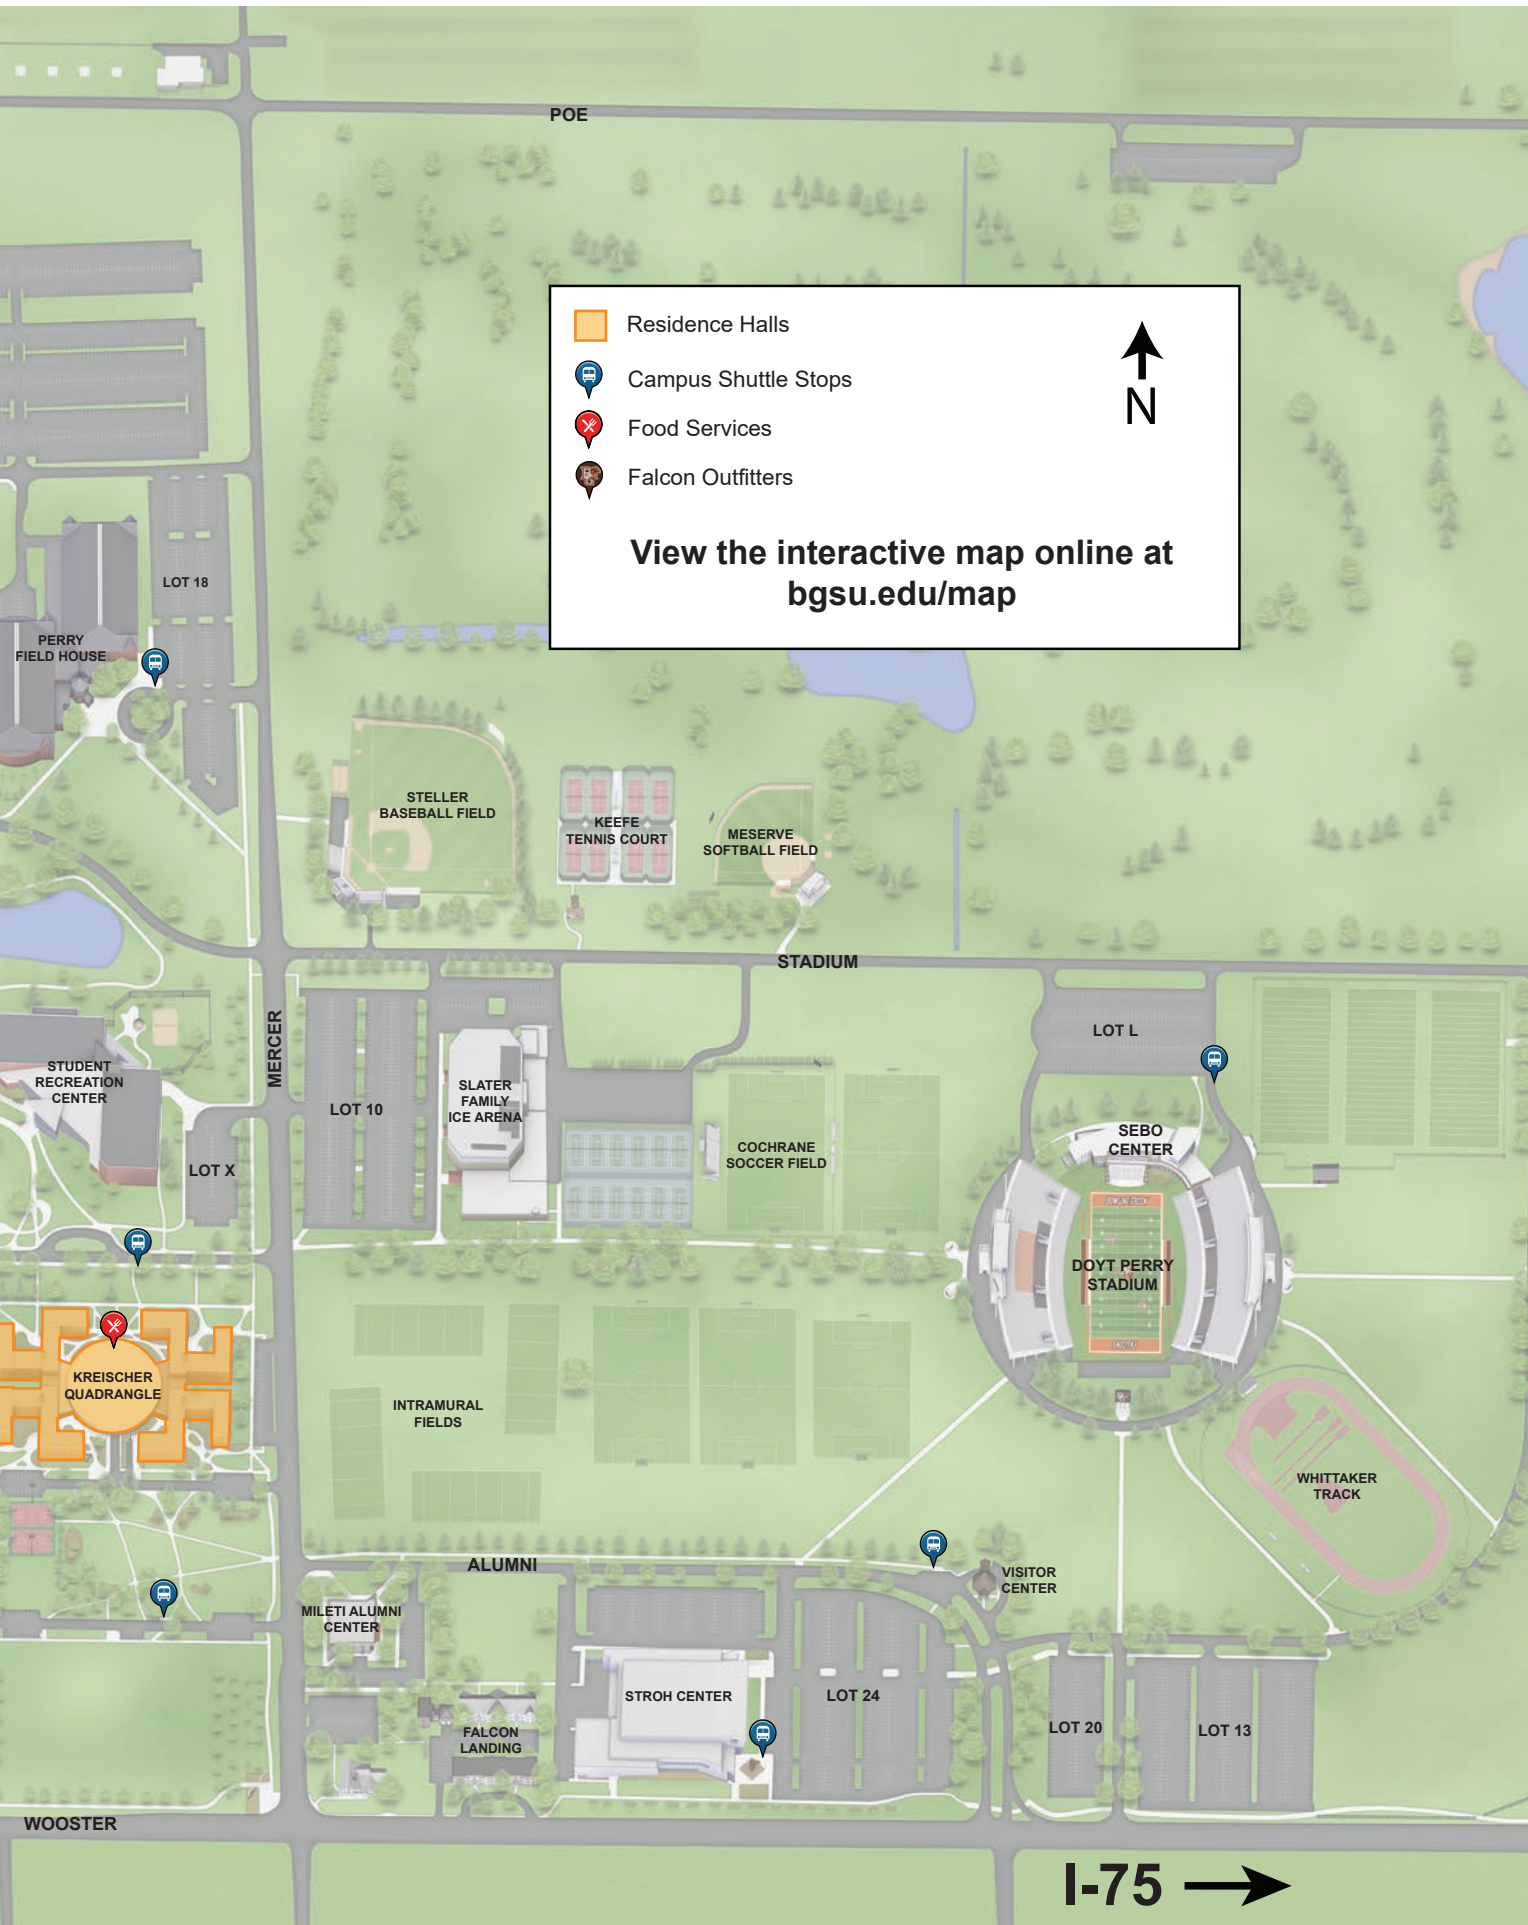 POE
Residence Halls
Campus Shuttle Stops
Food Services
Falcon Outfitters
N
View the interactive map online at
bgsu.edu/map
LOT 18
PERRY
FIELD HOUSE
STELLER
BASEBALL FIELD
KEEFE
TENNIS COURT
MESERVE
SOFTBALL FIELD
STADIUM
MERCER
LOT L
STUDENT
RECREATION
CENTER
LOT 10
SLATER
FAMILY
ICE ARENA
LOT X
COCHRANE
SOCCER FIELD
SEBO
CENTER
DOYT PERRY
STADIUM
KREISCHER
QUADRANGLE
INTRAMURAL
FIELDS
WHITTAKER
TRACK
ALUMNI
VISITOR
CENTER
MILETI ALUMNI
CENTER
STROH CENTER
LOT 24
FALCON
LANDING
LOT 20
LOT 13
WOOSTER
I-75